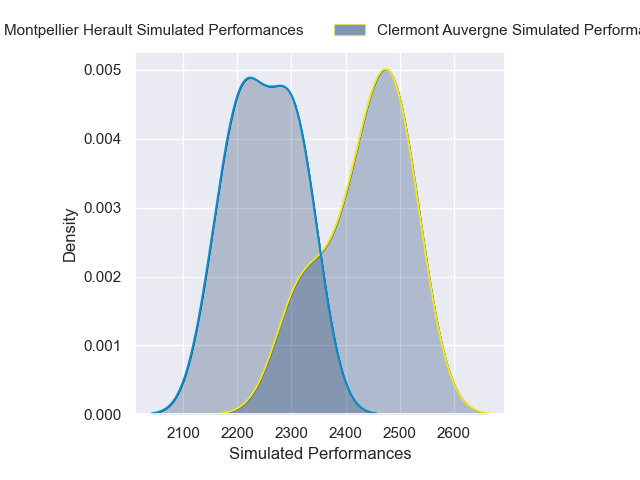 Montpellier Herault Simulated Performances
Clermont Auvergne Simulated
Density
0.005
0.004
0.003
0.002
0.001
0.000
2100 2200 2300 2400 2500 2600
Simulated Performances